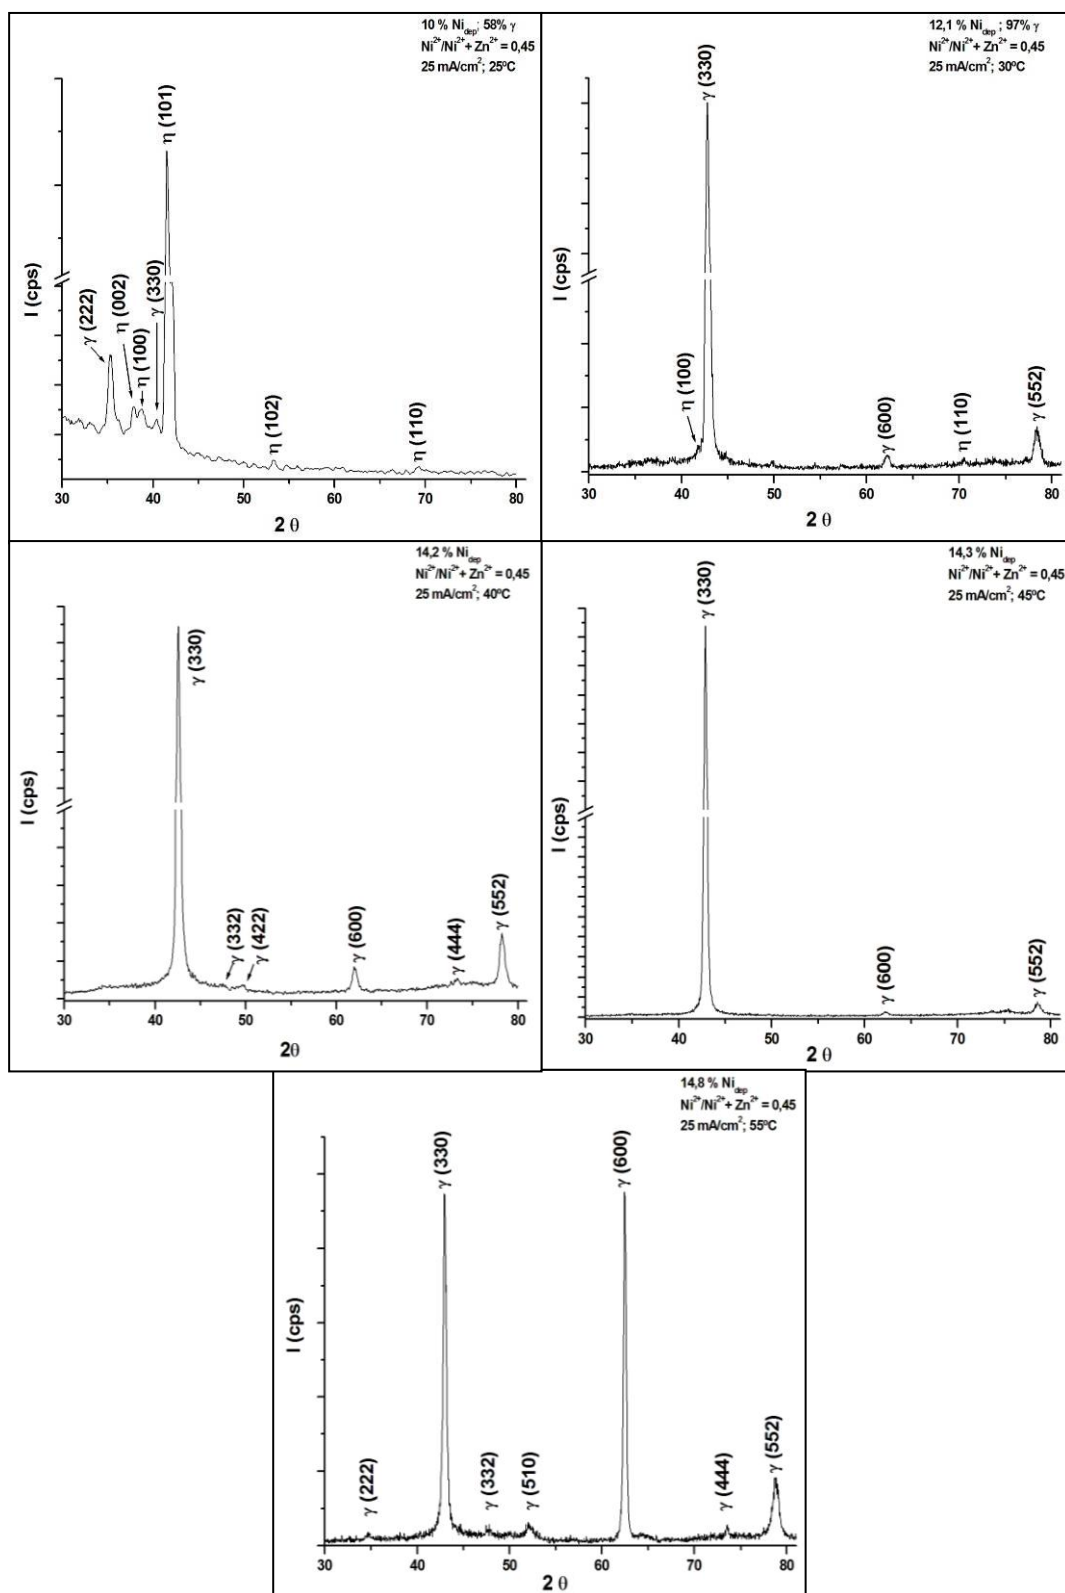 10 % Ni_dep; 58% γ
Ni²⁺/Ni²⁺ + Zn²⁺ = 0,45
25 mA/cm²; 25ºC
I (cps)
γ (222)
η (002)
η (100)
γ (330)
η (101)
η (102)
η (110)
30 40 50 60 70 80
2 θ
12,1 % Ni_dep ; 97% γ
Ni²⁺/Ni²⁺ + Zn²⁺ = 0,45
25 mA/cm²; 30ºC
I (cps)
η (100)
γ (330)
γ (600)
η (110)
γ (552)
30 40 50 60 70 80
2 θ
14,2 % Ni_dep
Ni²⁺/Ni²⁺ + Zn²⁺ = 0,45
25 mA/cm²; 40ºC
I (cps)
γ (330)
γ (332)
γ (422)
γ (600)
γ (444)
γ (552)
30 40 50 60 70 80
2θ
14,3 % Ni_dep
Ni²⁺/Ni²⁺ + Zn²⁺ = 0,45
25 mA/cm²; 45ºC
I (cps)
γ (330)
γ (600)
γ (552)
30 40 50 60 70 80
2 θ
14,8 % Ni_dep
Ni²⁺/Ni²⁺ + Zn²⁺ = 0,45
25 mA/cm²; 55ºC
I (cps)
γ (222)
γ (330)
γ (332)
γ (510)
γ (600)
γ (444)
γ (552)
30 40 50 60 70 80
2 θ